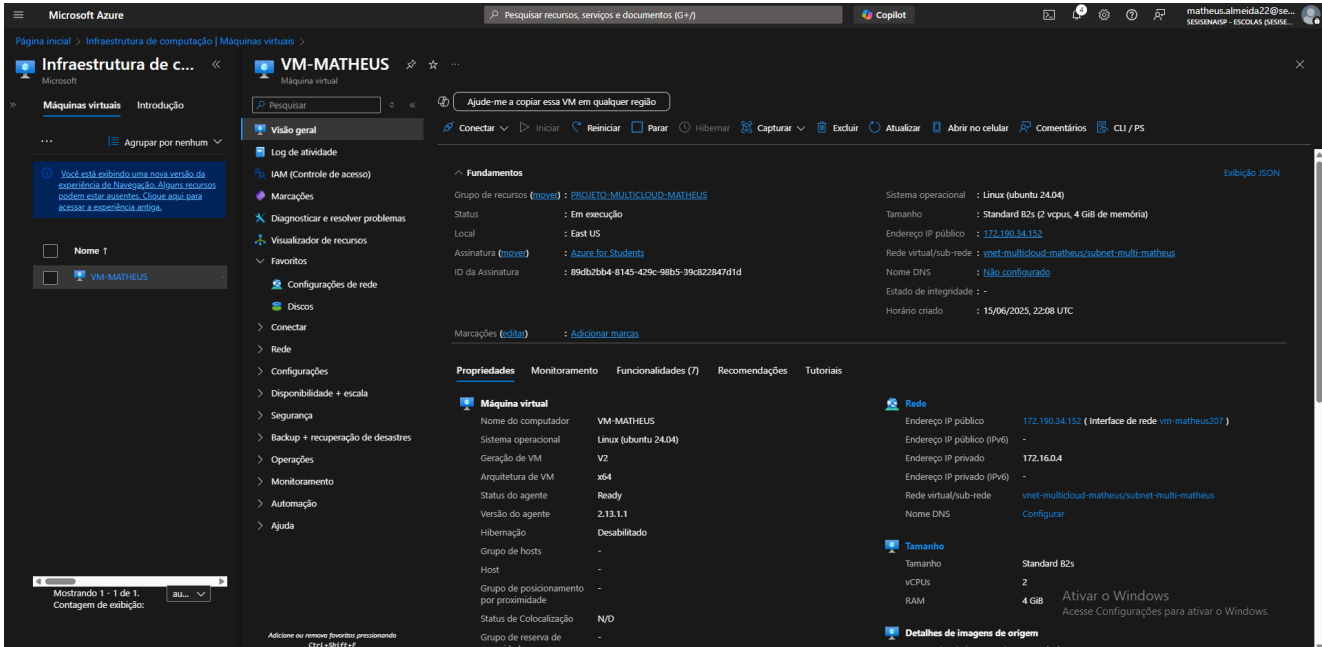 Microsoft Azure
Pesquisar recursos, serviços e documentos (G+/)
Copilot
4
matheus.almeida22@se...
SESISENAISP - ESCOLAS (SESISE...
Página inicial > Infraestrutura de computação | Máquinas virtuais >
Infraestrutura de c...
Microsoft
Máquinas virtuais Introdução
... Agrupar por nenhum
Você está exibindo uma nova versão da
experiência de Navegação. Alguns recursos
podem estar ausentes. Clique aqui para
acessar a experiência antiga.
Nome ↑
VM-MATHEUS
Mostrando 1 - 1 de 1.
Contagem de exibição:
au...
VM-MATHEUS
Máquina virtual
Pesquisar
Visão geral
Log de atividade
IAM (Controle de acesso)
Marcações
Diagnosticar e resolver problemas
Visualizador de recursos
Favoritos
Configurações de rede
Discos
Conectar
Rede
Configurações
Disponibilidade + escala
Segurança
Backup + recuperação de desastres
Operações
Monitoramento
Automação
Ajuda
Adicione ou remova favoritos pressionando
Ctrl+Shift+F
Ajude-me a copiar essa VM em qualquer região
Conectar Iniciar Reiniciar Parar Hibernar Capturar Excluir Atualizar Abrir no celular Comentários CLI / PS
Fundamentos
Exibição JSON
Grupo de recursos (mover) : PROJETO-MULTICLOUD-MATHEUS
Status : Em execução
Local : East US
Assinatura (mover) : Azure for Students
ID da Assinatura : 89db2bb4-8145-429c-98b5-39c822847d1d
Sistema operacional : Linux (ubuntu 24.04)
Tamanho : Standard B2s (2 vcpus, 4 GiB de memória)
Endereço IP público : 172.190.34.152
Rede virtual/sub-rede : vnet-multicloud-matheus/subnet-multi-matheus
Nome DNS : Não configurado
Estado de integridade : -
Horário criado : 15/06/2025, 22:08 UTC
Marcações (editar) : Adicionar marcas
Propriedades Monitoramento Funcionalidades (7) Recomendações Tutoriais
Máquina virtual
Nome do computador VM-MATHEUS
Sistema operacional Linux (ubuntu 24.04)
Geração de VM V2
Arquitetura de VM x64
Status do agente Ready
Versão do agente 2.13.1.1
Hibernação Desabilitado
Grupo de hosts -
Host -
Grupo de posicionamento -
por proximidade
Status de Colocalização N/D
Grupo de reserva de -
Rede
Endereço IP público 172.190.34.152 ( Interface de rede vm-matheus207 )
Endereço IP público (IPv6) -
Endereço IP privado 172.16.0.4
Endereço IP privado (IPv6) -
Rede virtual/sub-rede vnet-multicloud-matheus/subnet-multi-matheus
Nome DNS Configurar
Tamanho
Tamanho Standard B2s
vCPUs 2
RAM 4 GiB
Detalhes de imagens de origem
Ativar o Windows
Acesse Configurações para ativar o Windows.